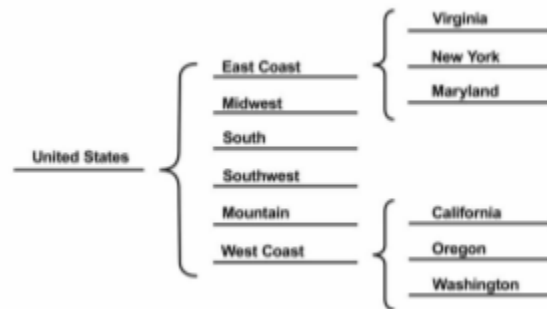 United States
East Coast
Midwest
South
Southwest
Mountain
West Coast
Virginia
New York
Maryland
California
Oregon
Washington